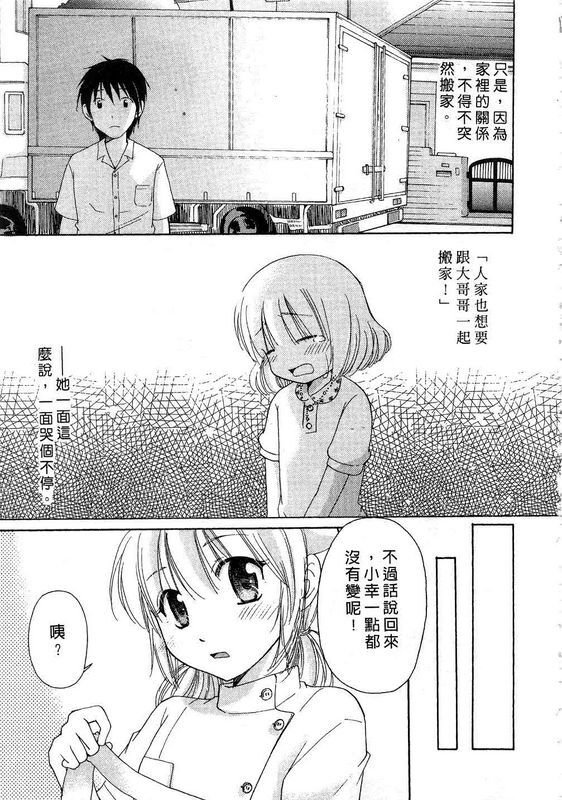 只是，因為
家裡的關係
，不得不突
然搬家。
「人家也想要
跟大哥哥一起
搬家！」
──她一面這
麼說，一面哭個不停。
不過話說回來
，小幸一點都
沒有變呢！
咦？